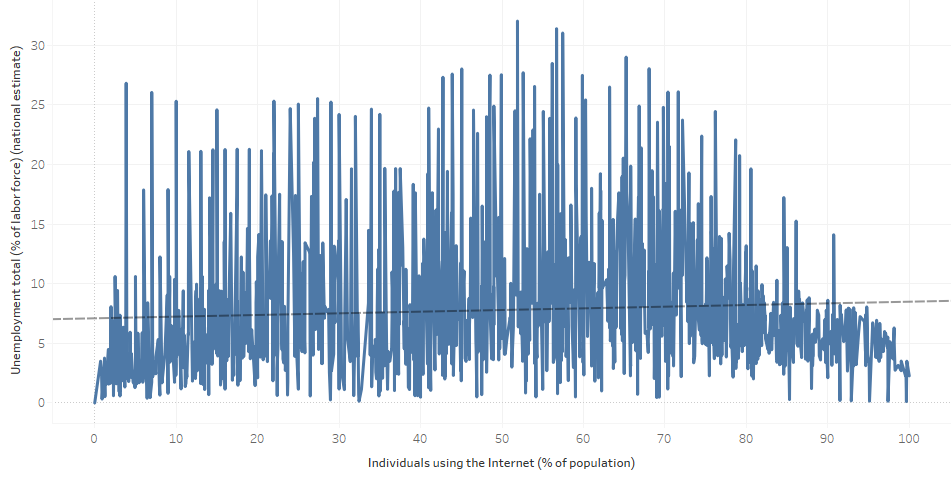 Unemployment total (% of labor force) (national estimate)
30
25
20
15
10
5
0
0 10 20 30 40 50 60 70 80 90 100
Individuals using the Internet (% of population)